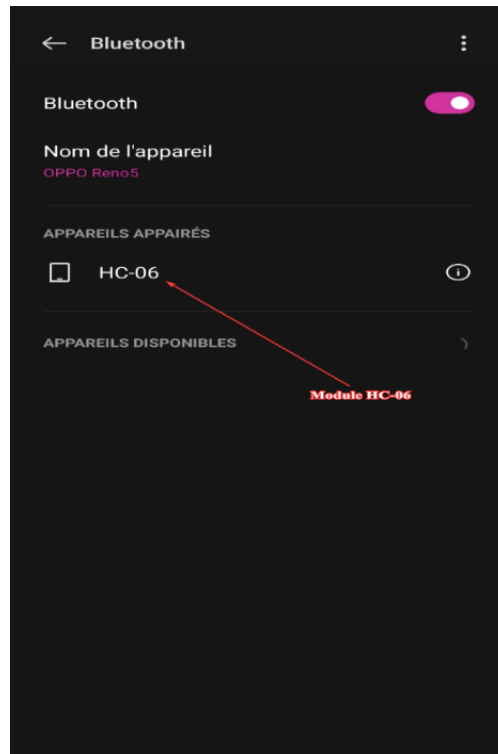 Bluetooth
Bluetooth
Nom de l'appareil
OPPO Reno5
APPAREILS APPAIRÉS
HC-06
APPAREILS DISPONIBLES
Module HC-06